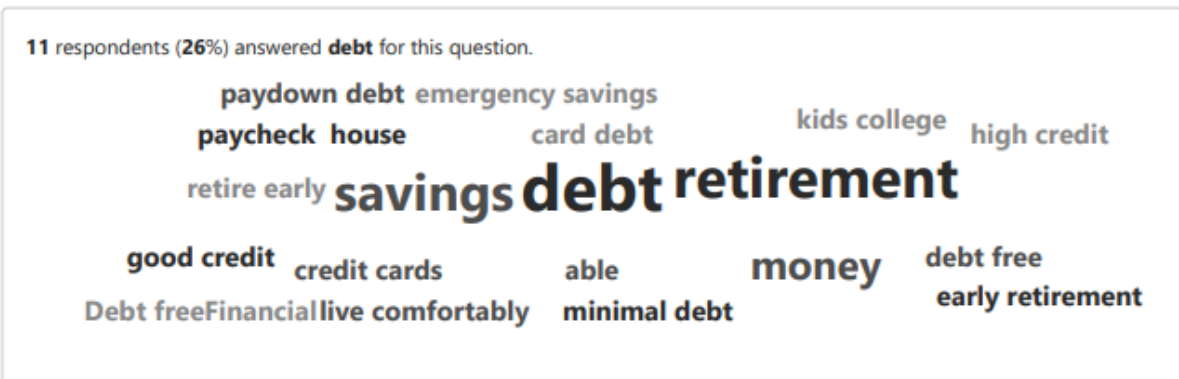 11 respondents (26%) answered debt for this question.
paydown debt emergency savings
kids college
paycheck house card debt high credit
retire early savings debt retirement
good credit credit cards able money debt free
early retirement
Debt freeFinancial live comfortably minimal debt